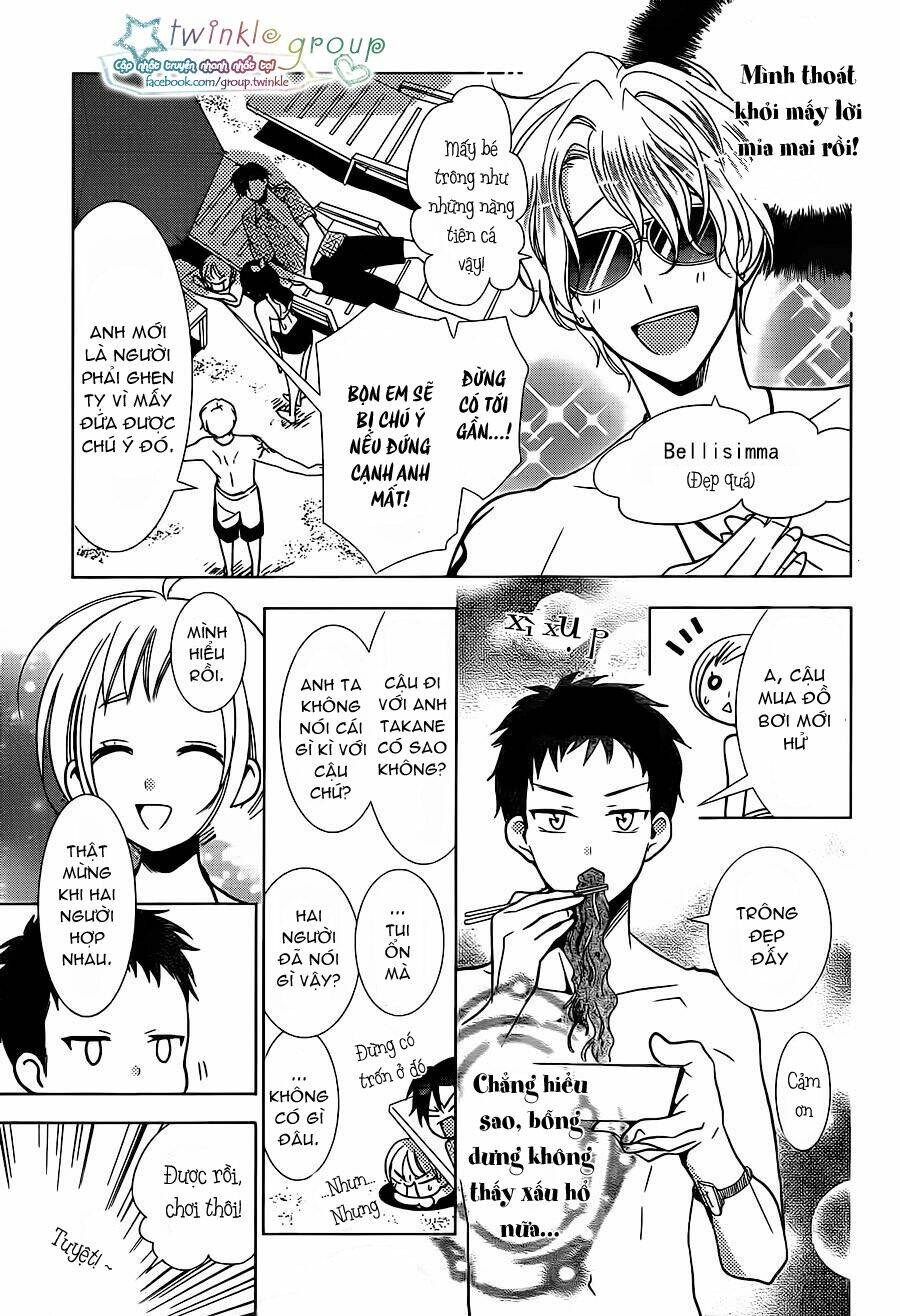 twinkle group
Cập nhật truyện nhanh nhất tại
facebook.com/group.twinkle
Mình thoát
khỏi mấy lời
mỉa mai rồi!
Mấy bé
trông như
những nàng
tiên cá
vậy!
Bellisimma
(Đẹp quá)
ĐỪNG
CÓ TỚI
GẦN...!
BỌN EM SẼ
BỊ CHÚ Ý
NẾU ĐỨNG
CẠNH ANH
MẤT!
ANH MỚI
LÀ NGƯỜI
PHẢI GHEN
TỴ VÌ MẤY
ĐỨA ĐƯỢC
CHÚ Ý ĐÓ.
A, CẬU
MUA ĐỒ
BƠI MỚI
HỬ
xì xụp
TRÔNG
ĐẸP
ĐẤY
Cảm
ơn
Chẳng hiểu
sao, bỗng
dưng không
thấy xấu hổ
nữa...
CÂU ĐI
VỚI ANH
TAKANE
CÓ SAO
KHÔNG?
ANH TA
KHÔNG
NÓI CÁI
GÌ KÌ VỚI
CẬU
CHỨ?
...
TUI
ỔN
MÀ
HAI
NGƯỜI
ĐÃ NÓI
GÌ VẬY?
...
KHÔNG
CÓ GÌ
ĐÂU.
Đừng có
trốn ở đó
...Nhưn
Nhưng...
MÌNH
HIỂU
RỒI.
THẬT
MỪNG
KHI HAI
NGƯỜI
HỢP
NHAU.
Được rồi,
chơi thôi!
Tuyệt! ~